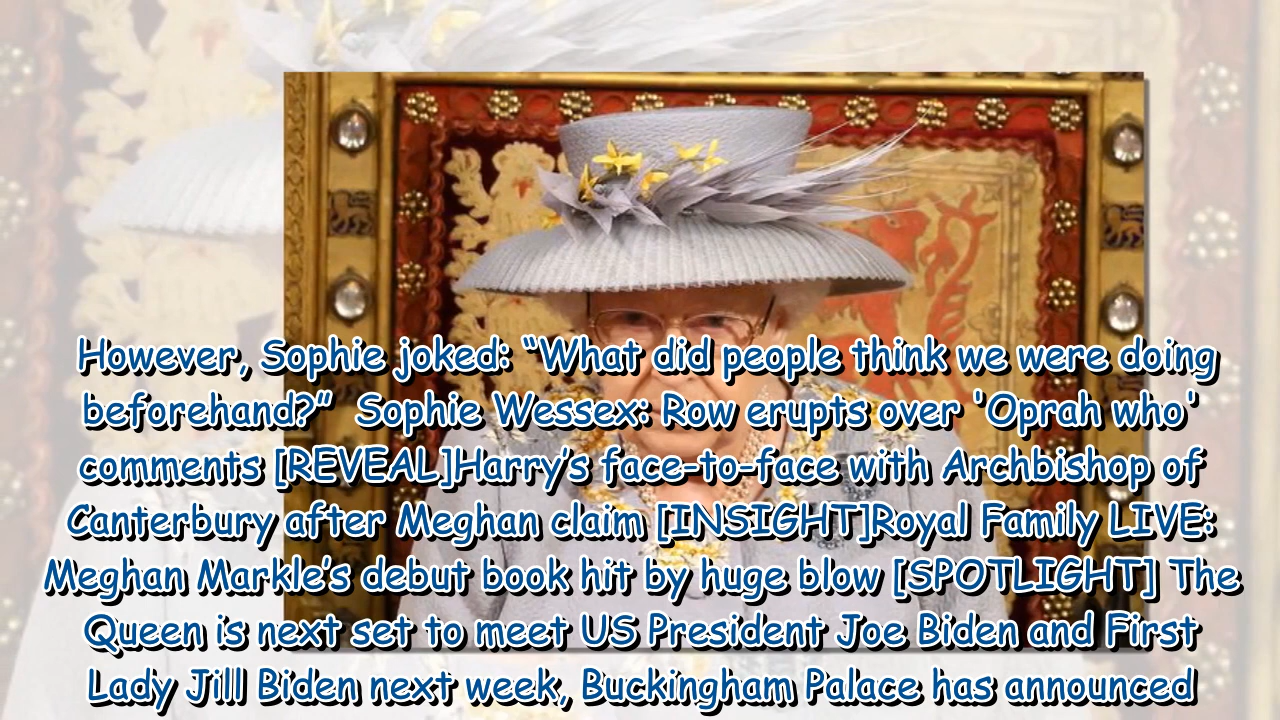 However, Sophie joked: “What did people think we were doing
beforehand?”  Sophie Wessex: Row erupts over 'Oprah who'
comments [REVEAL]Harry’s face-to-face with Archbishop of
Canterbury after Meghan claim [INSIGHT]Royal Family LIVE:
Meghan Markle’s debut book hit by huge blow [SPOTLIGHT] The
Queen is next set to meet US President Joe Biden and First
Lady Jill Biden next week, Buckingham Palace has announced